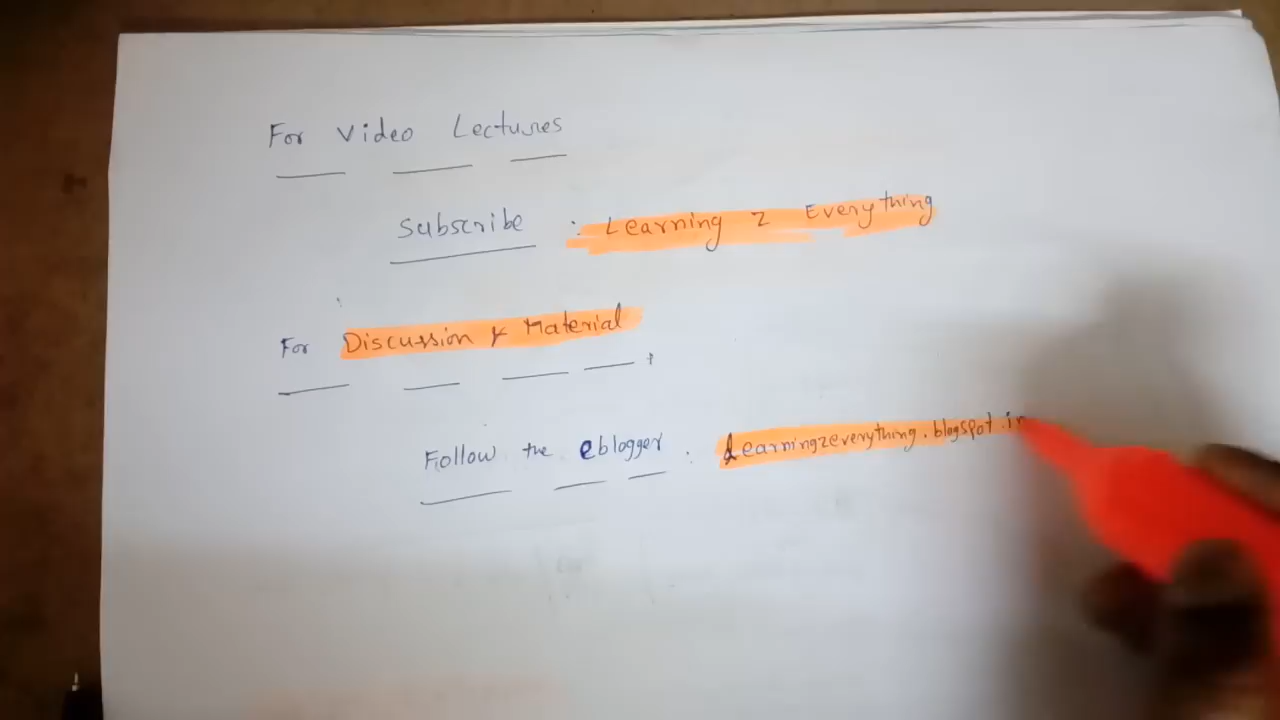 For Video Lectures
Subscribe : Learning 2 Everything
For Discussion & Material
Follow the eblogger : Learning2everything.blogspot.in